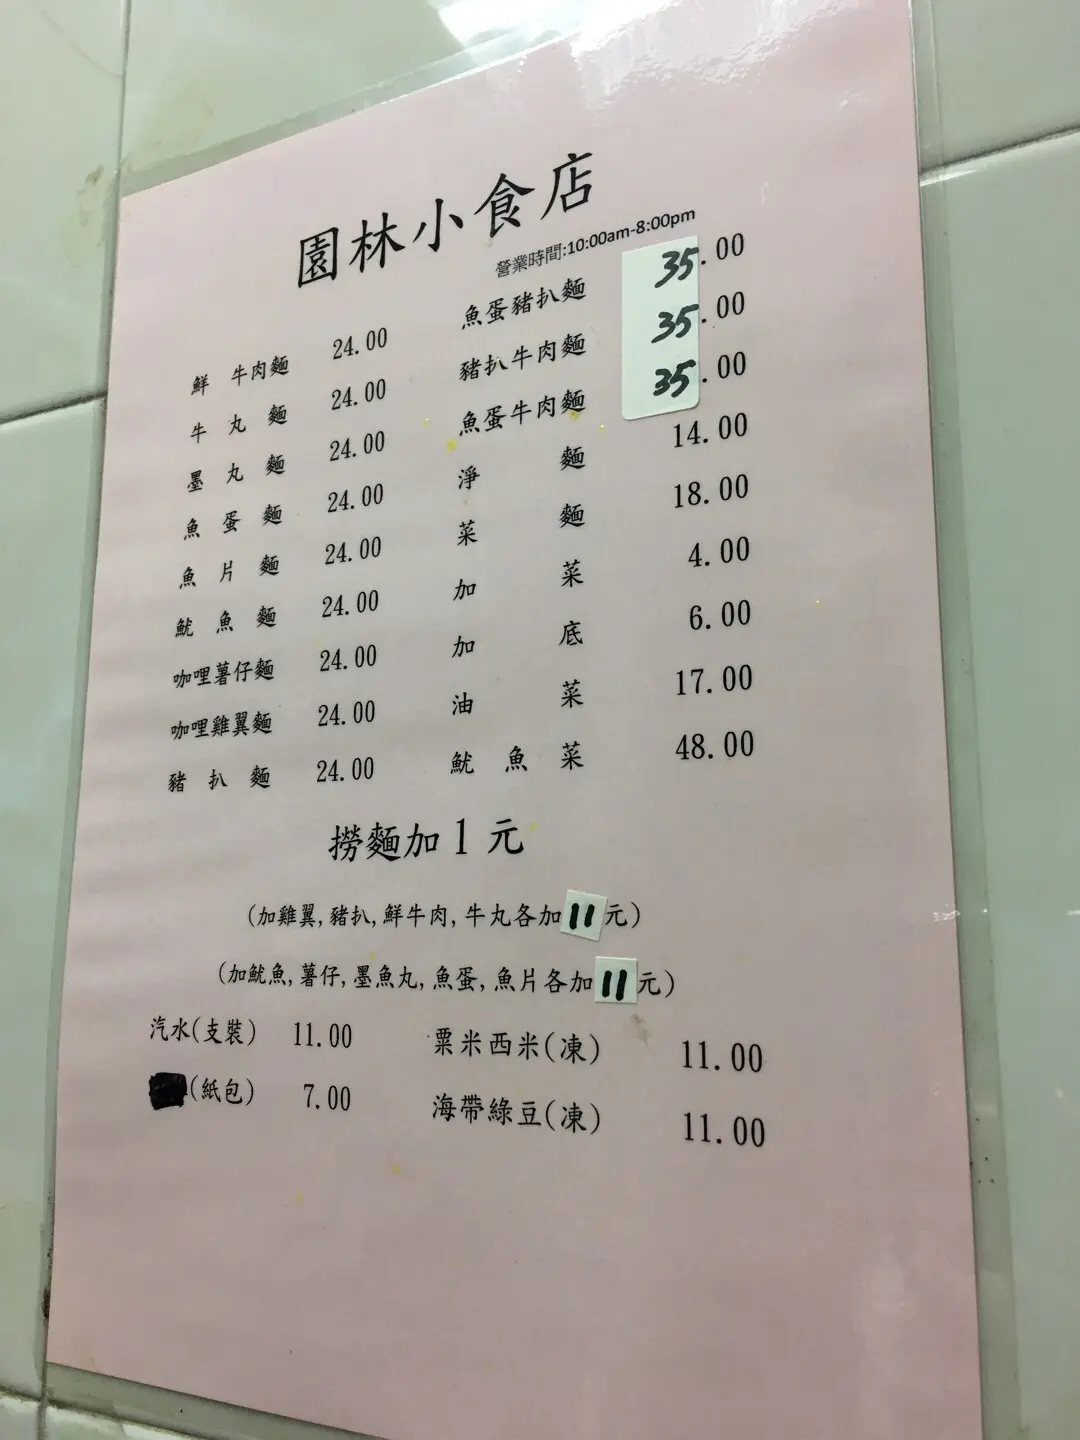 園林小食店
營業時間:10:00am-8:00pm
鮮牛肉麵 24.00
牛丸麵 24.00
墨丸麵 24.00
魚蛋麵 24.00
魚片麵 24.00
魷魚麵 24.00
咖哩薯仔麵 24.00
咖哩雞翼麵 24.00
豬扒麵 24.00
魚蛋豬扒麵 35.00
豬扒牛肉麵 35.00
魚蛋牛肉麵 35.00
淨麵 14.00
菜麵 18.00
加菜 4.00
加底 6.00
油菜 17.00
魷魚菜 48.00
撈麵加1元
(加雞翼,豬扒,鮮牛肉,牛丸各加11元)
(加魷魚,薯仔,墨魚丸,魚蛋,魚片各加11元)
汽水(支裝) 11.00
(紙包) 7.00
粟米西米(凍) 11.00
海帶綠豆(凍) 11.00